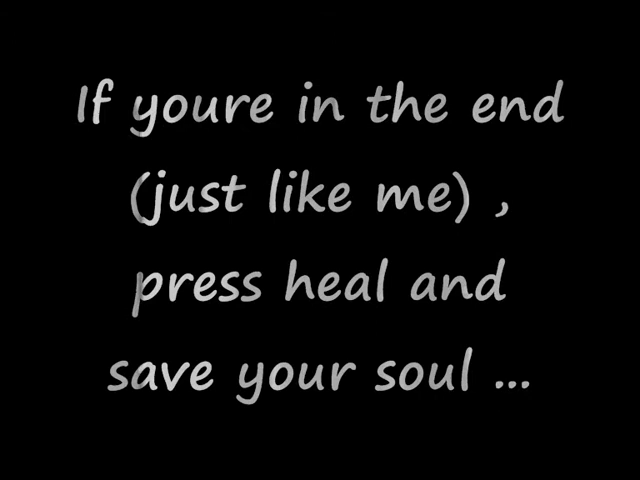 If youre in the end
(just like me) ,
press heal and
save your soul ...